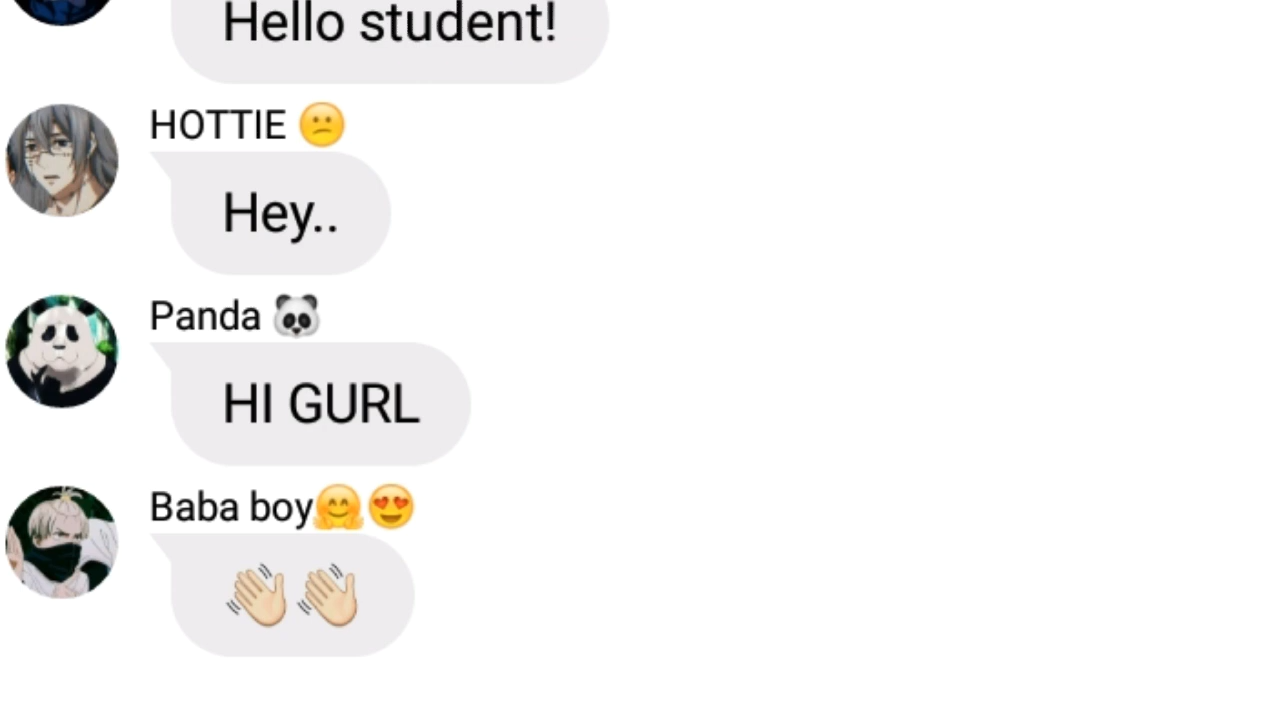 Hello student!
HOTTIE 😕
Hey..
Panda 🐼
HI GURL
Baba boy🤗😍
👋🏼👋🏼